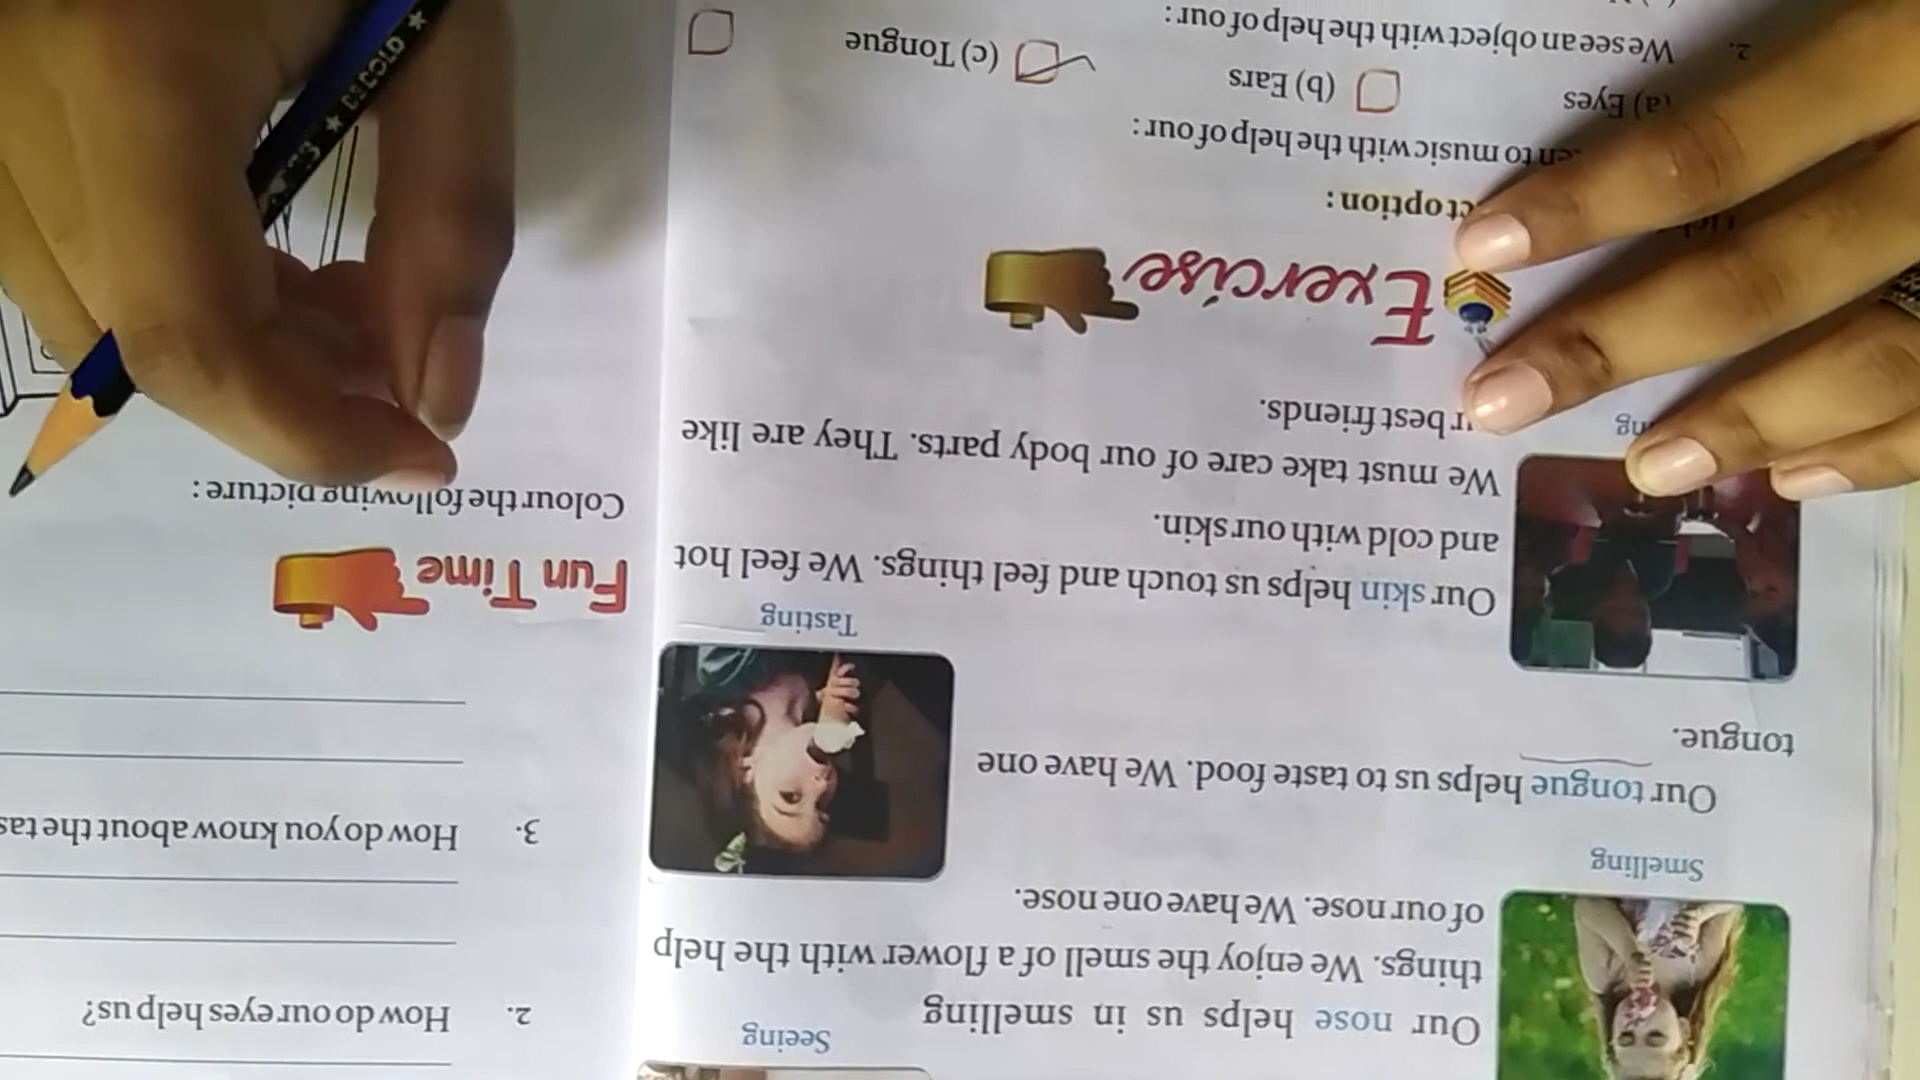 Seeing
Our nose helps us in smelling
things. We enjoy the smell of a flower with the help
of our nose. We have one nose.
Smelling
Our tongue helps us to taste food. We have one
tongue.
Tasting
Our skin helps us touch and feel things. We feel hot
and cold with our skin.
We must take care of our body parts. They are like
best friends.
Exercise
option :
to music with the help of our :
(a) Eyes (b) Ears (c) Tongue
2. We see an object with the help of our :
2. How do our eyes help us?
3. How do you know about the
Fun Time
Colour the following picture :
DOLD